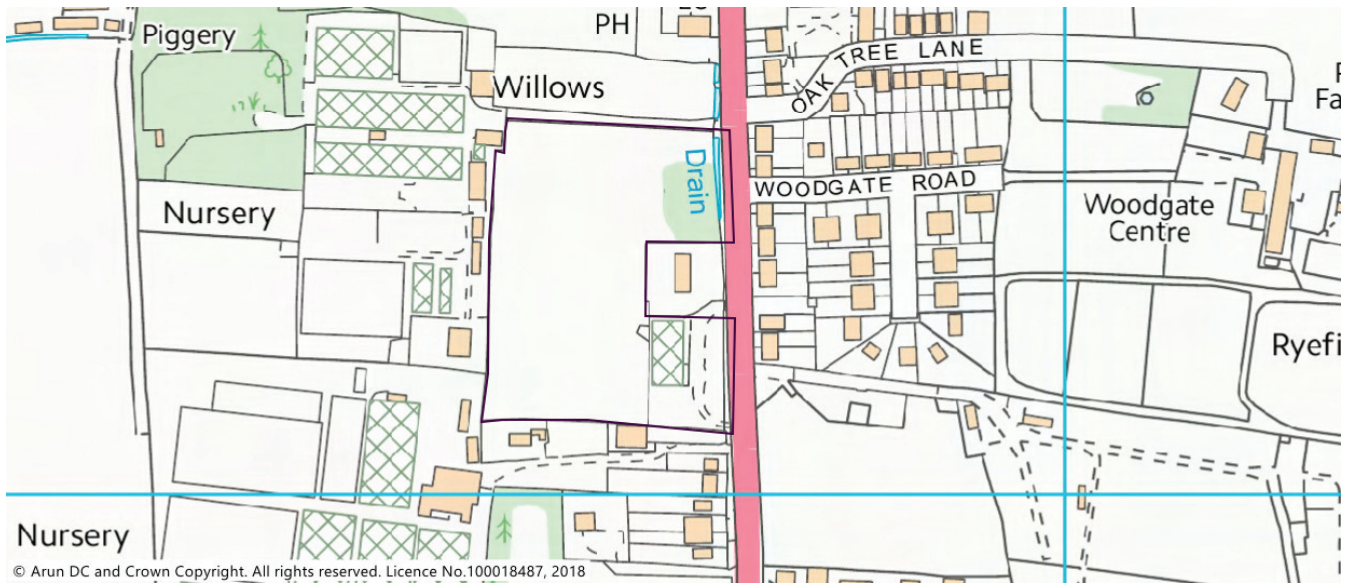 PH
Piggery
OAK TREE LANE
Willows
Drain
WOODGATE ROAD
Nursery
Woodgate
Centre
Ryefi
Nursery
© Arun DC and Crown Copyright. All rights reserved. Licence No.100018487, 2018